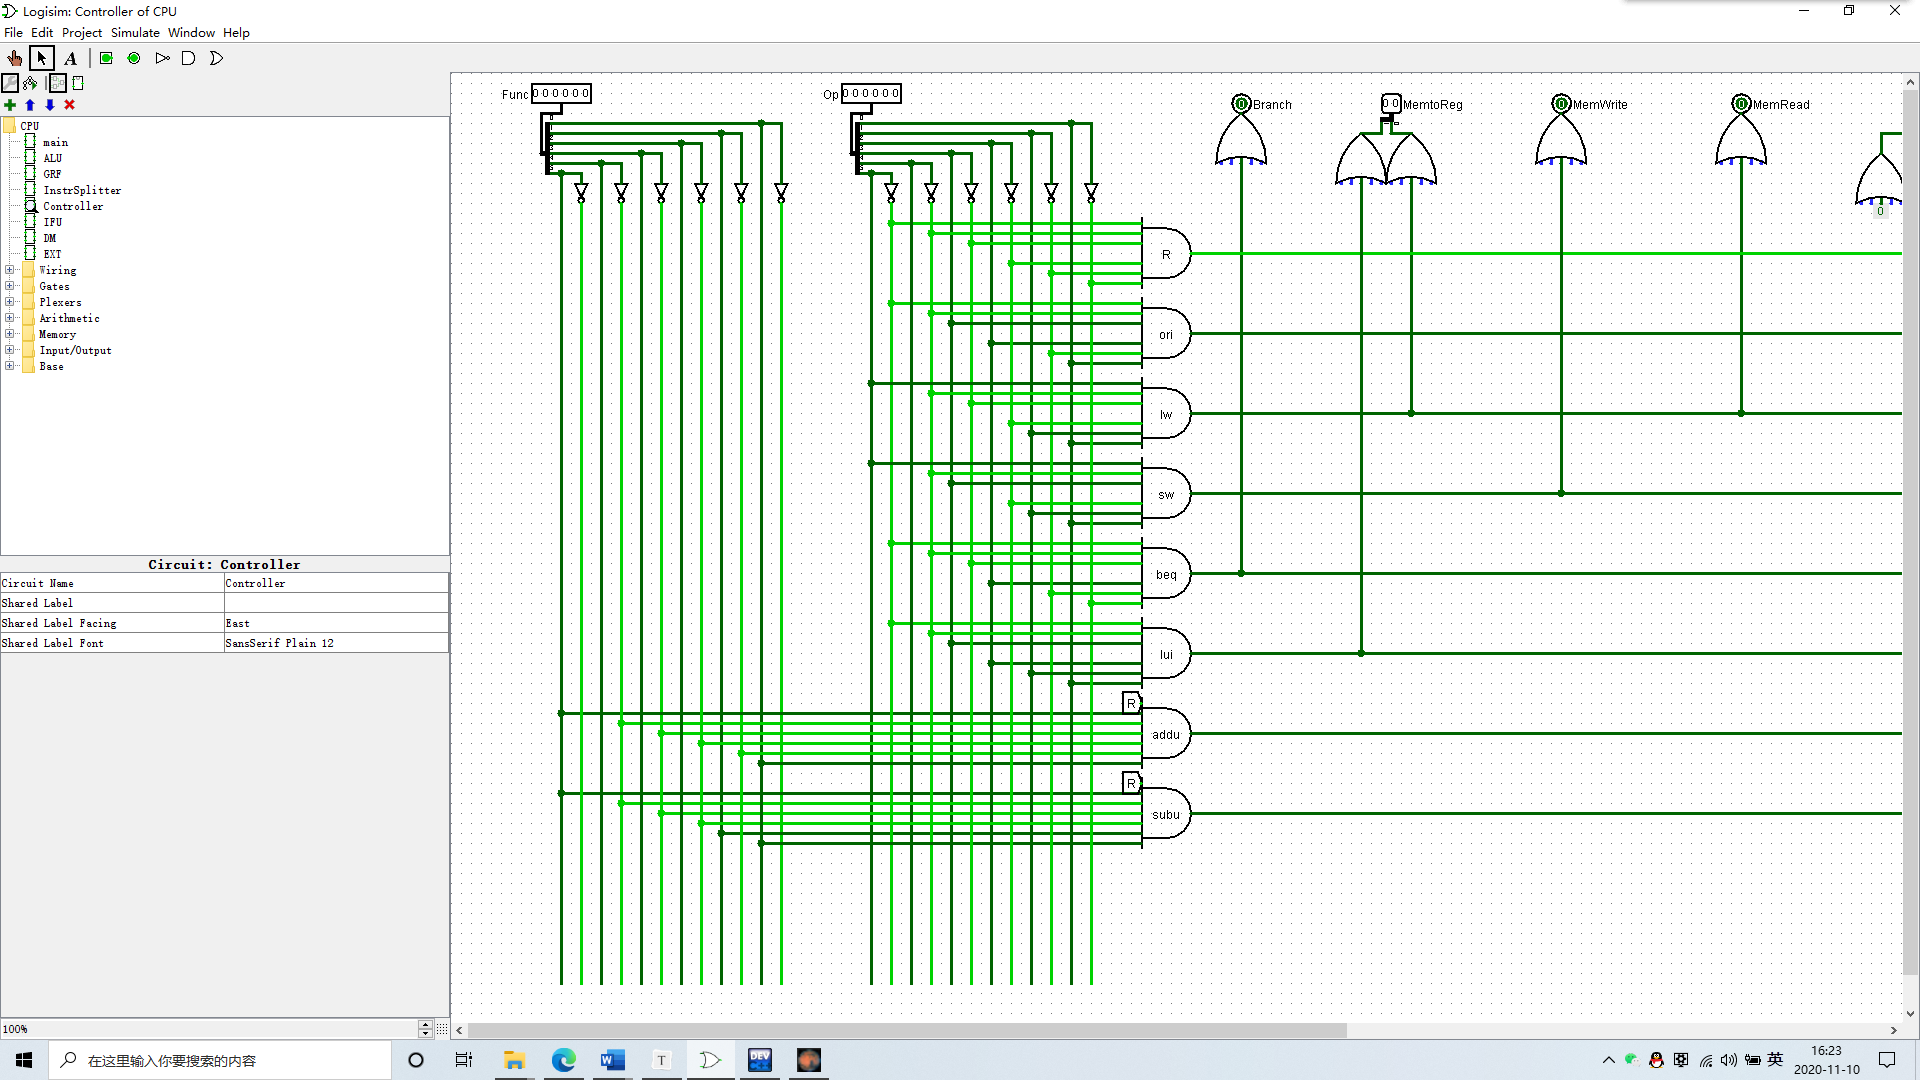 Logisim: Controller of CPU
File Edit Project Simulate Window Help
A
CPU
main
ALU
GRF
InstrSplitter
Controller
IFU
DM
EXT
Wiring
Gates
Plexers
Arithmetic
Memory
Input/Output
Base
Circuit: Controller
Circuit Name Controller
Shared Label
Shared Label Facing East
Shared Label Font SansSerif Plain 12
100%
Func 000000
Op 000000
0 Branch
00 MemtoReg
0 MemWrite
0 MemRead
0
R
ori
lw
sw
beq
lui
R
addu
R
subu
在这里输入你要搜索的内容
W
T
DEV
英
16:23
2020-11-10